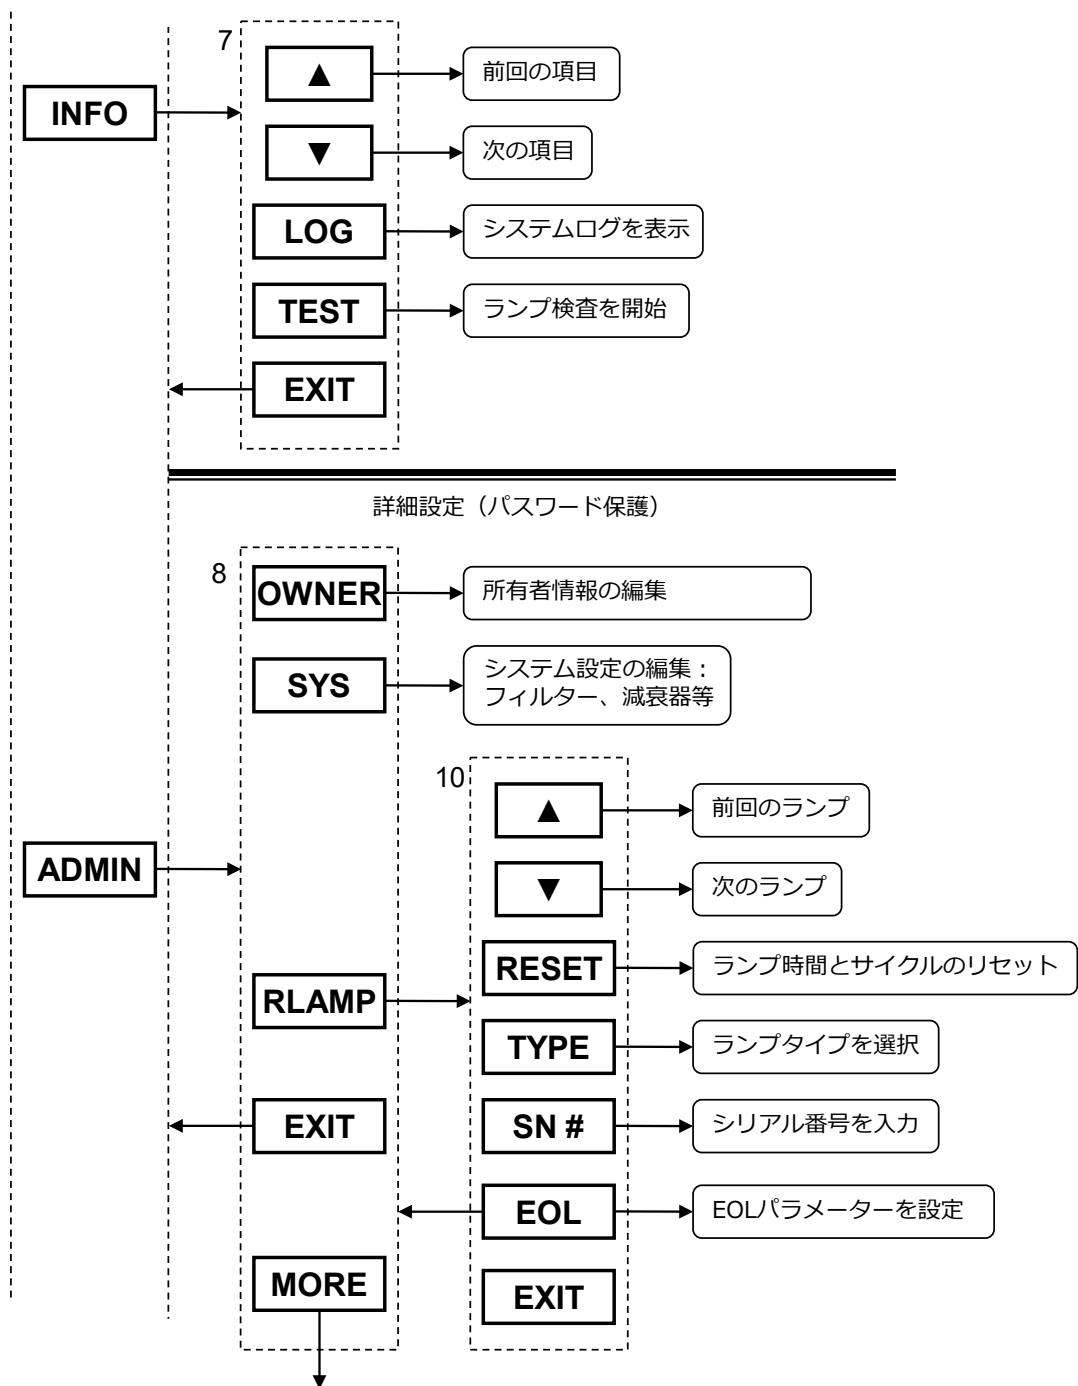 7
▲
前回の項目
INFO
▼
次の項目
LOG
システムログを表示
TEST
ランプ検査を開始
EXIT
詳細設定（パスワード保護）
8
OWNER
所有者情報の編集
SYS
システム設定の編集：
フィルター、減衰器等
10
▲
前回のランプ
ADMIN
▼
次のランプ
RESET
ランプ時間とサイクルのリセット
RLAMP
TYPE
ランプタイプを選択
EXIT
SN #
シリアル番号を入力
EOL
EOLパラメーターを設定
MORE
EXIT